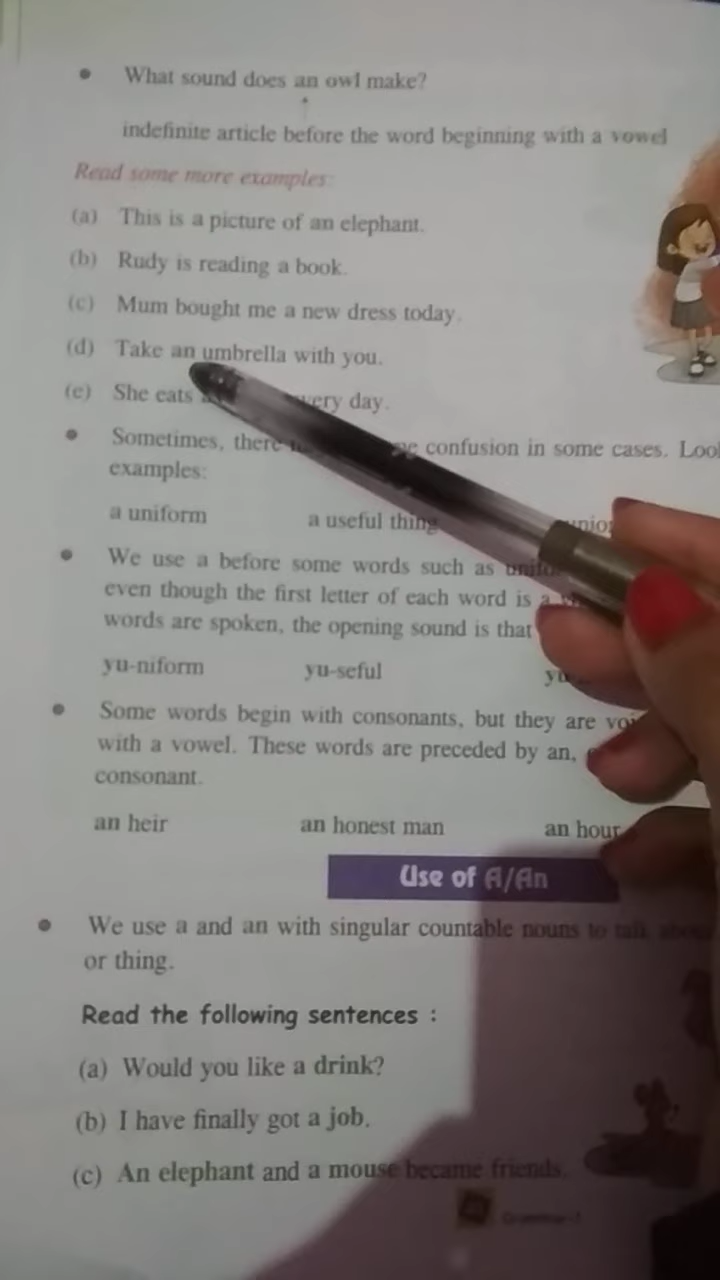 • What sound does an owl make?
indefinite article before the word beginning with a vowel
Read some more examples:
(a) This is a picture of an elephant.
(b) Rudy is reading a book.
(c) Mum bought me a new dress today.
(d) Take an umbrella with you.
(e) She eats day.
• Sometimes, there confusion in some cases.
examples:
a uniform a useful thing
• We use a before some words such as
even though the first letter of each word is a
words are spoken, the opening sound is that
yu-niform yu-seful
• Some words begin with consonants, but they are
with a vowel. These words are preceded by an,
consonant.
an heir an honest man an hour
Use of A/An
• We use a and an with singular countable nouns to talk about
or thing.
Read the following sentences :
(a) Would you like a drink?
(b) I have finally got a job.
(c) An elephant and a mouse became friends.